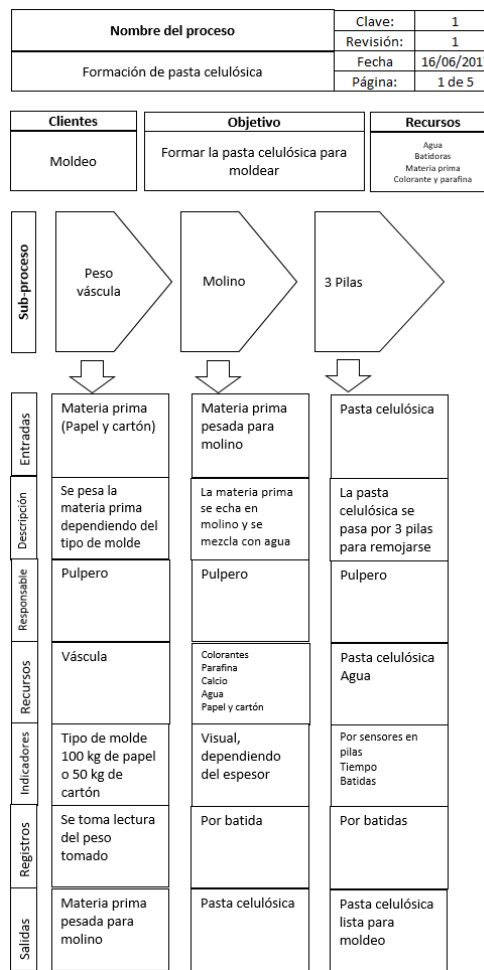 Nombre del proceso
Clave: 1
Revisión: 1
Formación de pasta celulósica
Fecha 16/06/201
Página: 1 de 5
Clientes
Moldeo
Objetivo
Formar la pasta celulósica para
moldear
Recursos
Agua
Batidoras
Materia prima
Colorante y parafina
Sub-proceso
Peso
váscula
Molino
3 Pilas
Entradas
Materia prima
(Papel y cartón)
Materia prima
pesada para
molino
Pasta celulósica
Descripción
Se pesa la
materia prima
dependiendo del
tipo de molde
La materia prima
se echa en
molino y se
mezcla con agua
La pasta
celulósica se
pasa por 3 pilas
para remojarse
Responsable
Pulpero
Pulpero
Pulpero
Recursos
Váscula
Colorantes
Parafina
Calcio
Agua
Papel y cartón
Pasta celulósica
Agua
Indicadores
Tipo de molde
100 kg de papel
o 50 kg de
cartón
Visual,
dependiendo
del espesor
Por sensores en
pilas
Tiempo
Batidas
Registros
Se toma lectura
del peso
tomado
Por batida
Por batidas
Salidas
Materia prima
pesada para
molino
Pasta celulósica
Pasta celulósica
lista para
moldeo